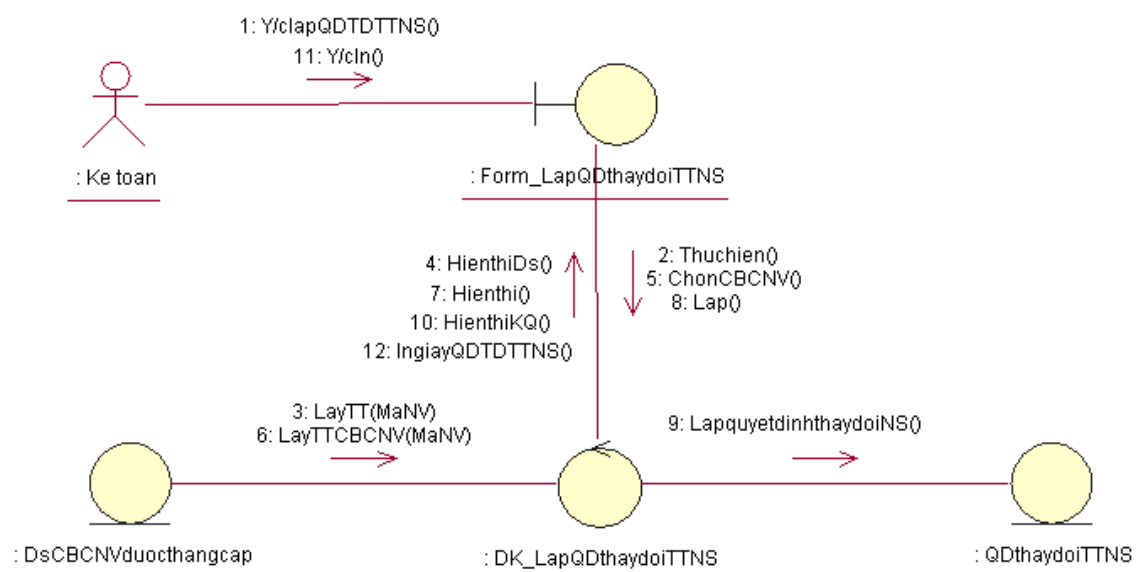 1: Y/clapQDTDTTNS()
11: Y/cIn()
: Ke toan
: Form_LapQDthaydoiTTNS
4: HienthiDs()
7: Hienthi()
10: HienthiKQ()
12: IngiayQDTDTTNS()
2: Thuchien()
5: ChonCBCNV()
8: Lap()
3: LayTT(MaNV)
6: LayTTCBCNV(MaNV)
9: LapquyetdinhthaydoiNS()
: DsCBCNVduocthangcap
: DK_LapQDthaydoiTTNS
: QDthaydoiTTNS